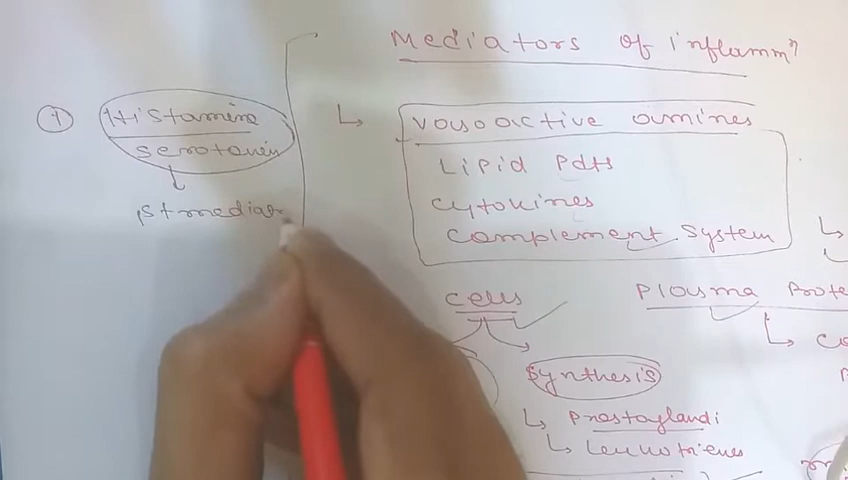 Mediators of inflammⁿ
① Histamine
serotonin
1st mediator
vasoactive amines
Lipid Pdts
cytokines
complement system
cells
Plasma Prote
co
synthesis
Prostaglandi
Leukotrienes